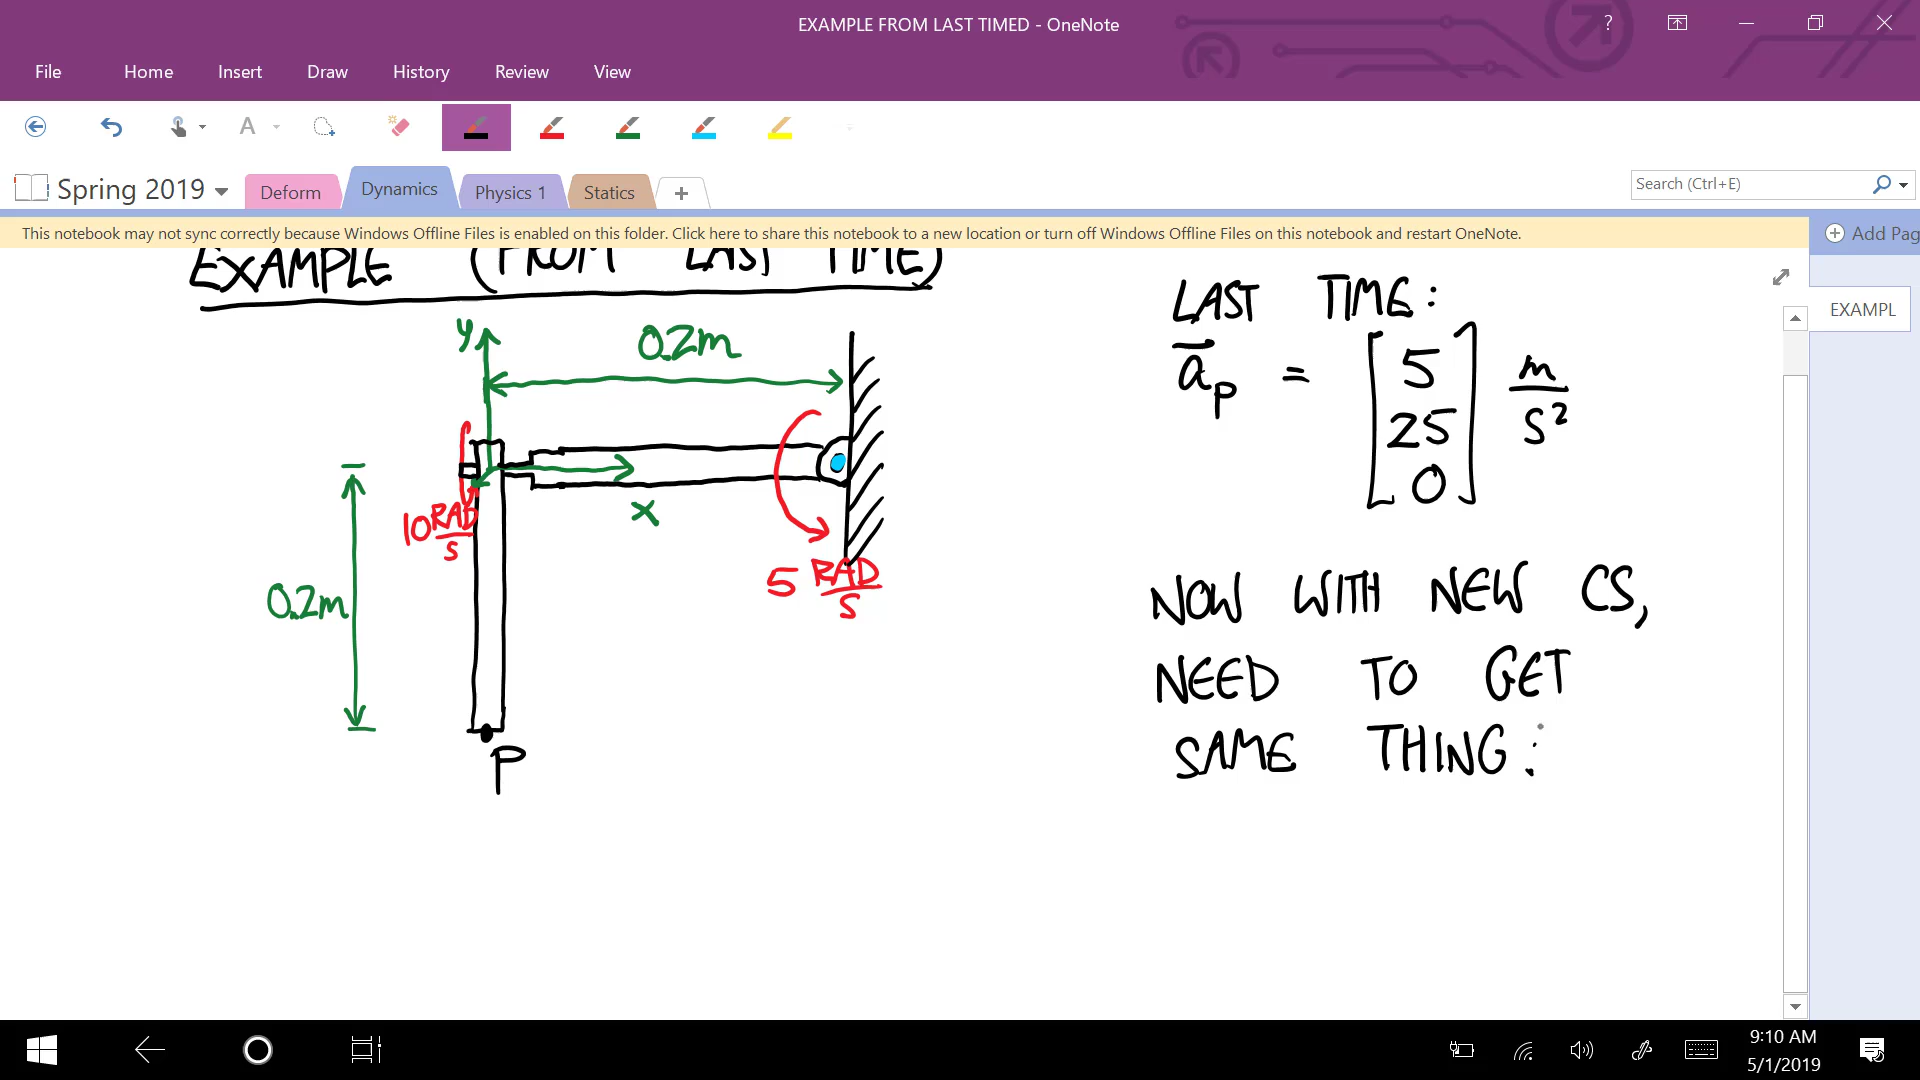 EXAMPLE FROM LAST TIMED - OneNote
?
File Home Insert Draw History Review View
A
Spring 2019
Deform Dynamics Physics 1 Statics +
Search (Ctrl+E)
This notebook may not sync correctly because Windows Offline Files is enabled on this folder. Click here to share this notebook to a new location or turn off Windows Offline Files on this notebook and restart OneNote.
Add Pag
EXAMPL
EXAMPLE (FROM LAST TIME)
y
0.2m
x
10 RAD/S
5 RAD/S
0.2m
P
LAST TIME:
a̅P = [5 25 0] m/s²
NOW WITH NEW CS,
NEED TO GET
SAME THING:
9:10 AM
5/1/2019